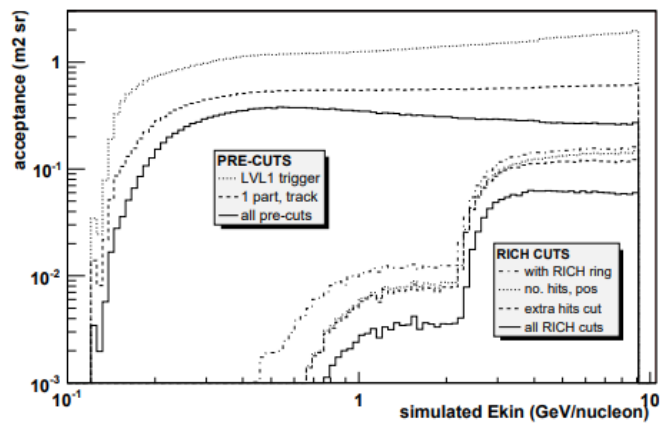 acceptance (m2 sr)
1
10-1
10-2
10-3
PRE-CUTS
LVL1 trigger
1 part, track
all pre-cuts
RICH CUTS
with RICH ring
no. hits, pos
extra hits cut
all RICH cuts
10-1
1
10
simulated Ekin (GeV/nucleon)